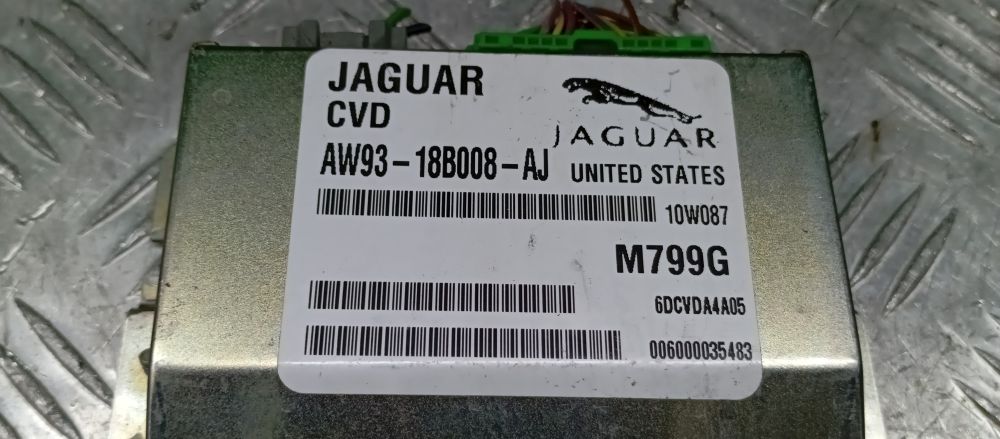 JAGUAR
CVD
JAGUAR
AW93-18B008-AJ
UNITED STATES
10W087
M799G
6DCVDA4A05
006000035483